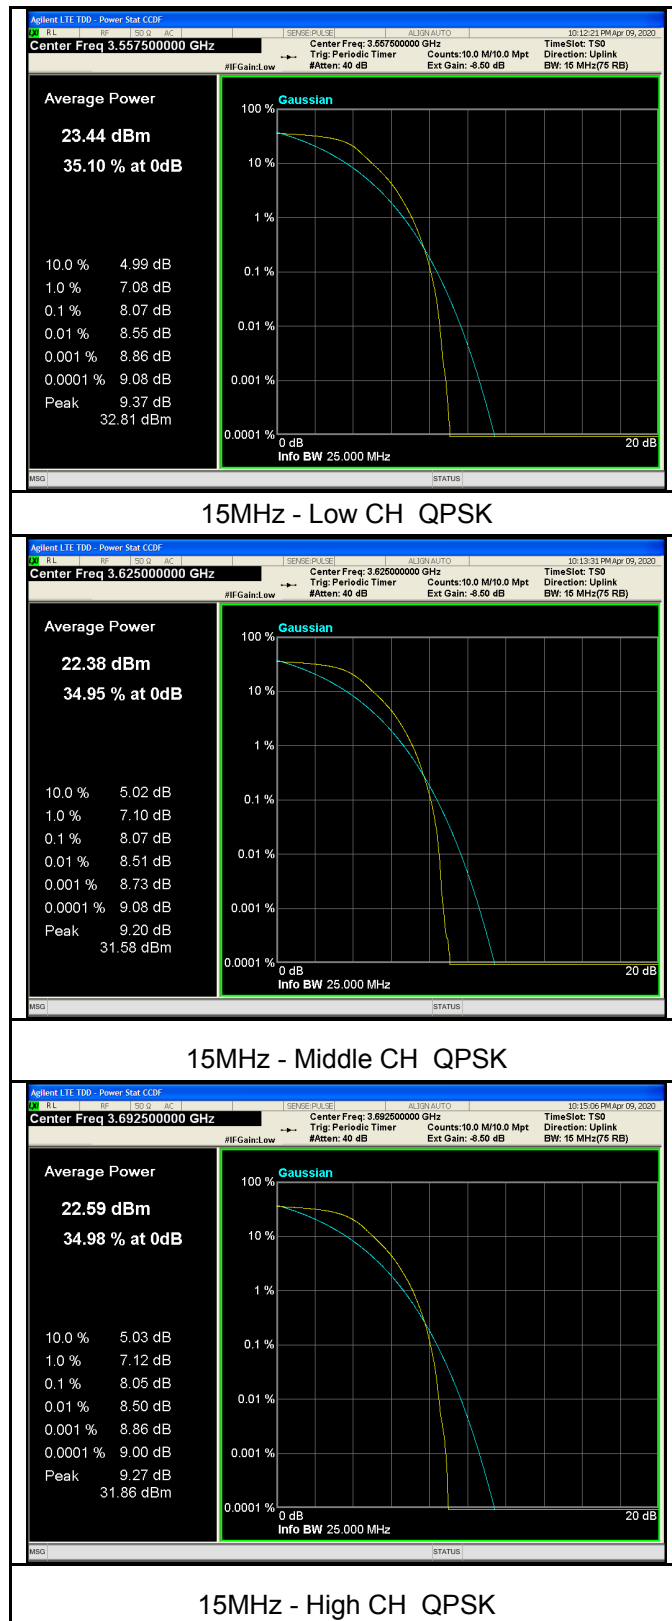 Agilent LTE TDD - Power Stat CCDF
LXI RL RF 50 Ω AC SENSE:PULSE ALIGN AUTO 10:12:21 PM Apr 09, 2020
Center Freq 3.557500000 GHz
Center Freq: 3.557500000 GHz TimeSlot: TS0
Trig: Periodic Timer Counts:10.0 M/10.0 Mpt Direction: Uplink
#IFGain:Low #Atten: 40 dB Ext Gain: -8.50 dB BW: 15 MHz(75 RB)
Average Power
23.44 dBm
35.10 % at 0dB
10.0 % 4.99 dB
1.0 % 7.08 dB
0.1 % 8.07 dB
0.01 % 8.55 dB
0.001 % 8.86 dB
0.0001 % 9.08 dB
Peak 9.37 dB
32.81 dBm
Gaussian
100 %
10 %
1 %
0.1 %
0.01 %
0.001 %
0.0001 %
0 dB 20 dB
Info BW 25.000 MHz
MSG STATUS
15MHz - Low CH QPSK
Agilent LTE TDD - Power Stat CCDF
LXI RL RF 50 Ω AC SENSE:PULSE ALIGN AUTO 10:13:31 PM Apr 09, 2020
Center Freq 3.625000000 GHz
Center Freq: 3.625000000 GHz TimeSlot: TS0
Trig: Periodic Timer Counts:10.0 M/10.0 Mpt Direction: Uplink
#IFGain:Low #Atten: 40 dB Ext Gain: -8.50 dB BW: 15 MHz(75 RB)
Average Power
22.38 dBm
34.95 % at 0dB
10.0 % 5.02 dB
1.0 % 7.10 dB
0.1 % 8.07 dB
0.01 % 8.51 dB
0.001 % 8.73 dB
0.0001 % 9.08 dB
Peak 9.20 dB
31.58 dBm
Gaussian
100 %
10 %
1 %
0.1 %
0.01 %
0.001 %
0.0001 %
0 dB 20 dB
Info BW 25.000 MHz
MSG STATUS
15MHz - Middle CH QPSK
Agilent LTE TDD - Power Stat CCDF
LXI RL RF 50 Ω AC SENSE:PULSE ALIGN AUTO 10:15:06 PM Apr 09, 2020
Center Freq 3.692500000 GHz
Center Freq: 3.692500000 GHz TimeSlot: TS0
Trig: Periodic Timer Counts:10.0 M/10.0 Mpt Direction: Uplink
#IFGain:Low #Atten: 40 dB Ext Gain: -8.50 dB BW: 15 MHz(75 RB)
Average Power
22.59 dBm
34.98 % at 0dB
10.0 % 5.03 dB
1.0 % 7.12 dB
0.1 % 8.05 dB
0.01 % 8.50 dB
0.001 % 8.86 dB
0.0001 % 9.00 dB
Peak 9.27 dB
31.86 dBm
Gaussian
100 %
10 %
1 %
0.1 %
0.01 %
0.001 %
0.0001 %
0 dB 20 dB
Info BW 25.000 MHz
MSG STATUS
15MHz - High CH QPSK